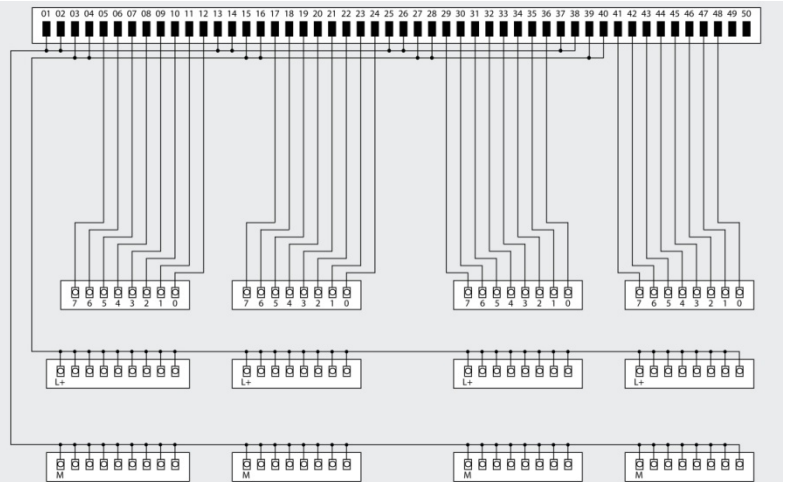 01 02 03 04 05 06 07 08 09 10 11 12 13 14 15 16 17 18 19 20 21 22 23 24 25 26 27 28 29 30 31 32 33 34 35 36 37 38 39 40 41 42 43 44 45 46 47 48 49 50
7 6 5 4 3 2 1 0 7 6 5 4 3 2 1 0 7 6 5 4 3 2 1 0 7 6 5 4 3 2 1 0
L+ L+ L+ L+
M M M M